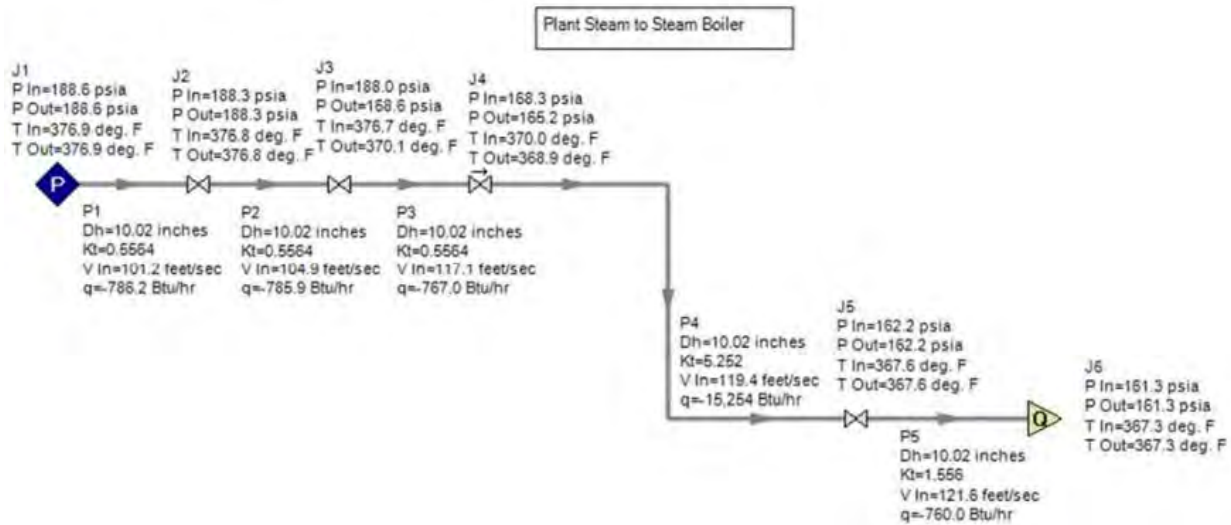 Plant Steam to Steam Boiler
J1
P In=188.6 psia
P Out=188.6 psia
T In=376.9 deg. F
T Out=376.9 deg. F
J2
P In=188.3 psia
P Out=188.3 psia
T In=376.8 deg. F
T Out=376.8 deg. F
J3
P In=188.0 psia
P Out=168.6 psia
T In=376.7 deg. F
T Out=370.1 deg. F
J4
P In=168.3 psia
P Out=165.2 psia
T In=370.0 deg. F
T Out=368.9 deg. F
P
P1
Dh=10.02 inches
Kt=0.5564
V In=101.2 feet/sec
q=-786.2 Btu/hr
P2
Dh=10.02 inches
Kt=0.5564
V In=104.9 feet/sec
q=-785.9 Btu/hr
P3
Dh=10.02 inches
Kt=0.5564
V In=117.1 feet/sec
q=-767.0 Btu/hr
P4
Dh=10.02 inches
Kt=5.252
V In=119.4 feet/sec
q=-15,254 Btu/hr
J5
P In=162.2 psia
P Out=162.2 psia
T In=367.6 deg. F
T Out=367.6 deg. F
Q
J6
P In=161.3 psia
P Out=161.3 psia
T In=367.3 deg. F
T Out=367.3 deg. F
P5
Dh=10.02 inches
Kt=1.556
V In=121.6 feet/sec
q=-760.0 Btu/hr